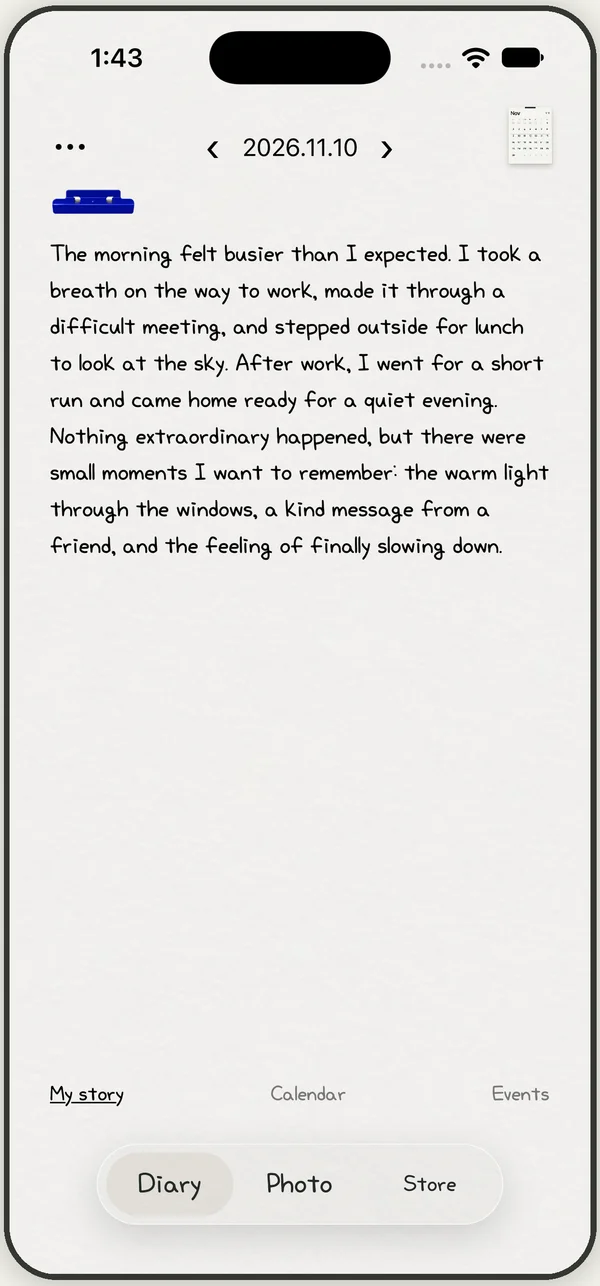 1:43
2026.11.10
Nov
The morning felt busier than I expected. I took a
breath on the way to work, made it through a
difficult meeting, and stepped outside for lunch
to look at the sky. After work, I went for a short
run and came home ready for a quiet evening.
Nothing extraordinary happened, but there were
small moments I want to remember: the warm light
through the windows, a kind message from a
friend, and the feeling of finally slowing down.
My story
Calendar
Events
Diary
Photo
Store